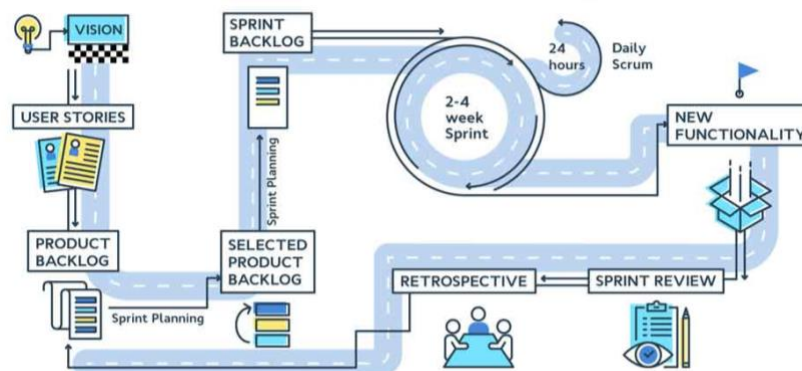 VISION
USER STORIES
PRODUCT
BACKLOG
Sprint Planning
SELECTED
PRODUCT
BACKLOG
Sprint Planning
SPRINT
BACKLOG
2-4
week
Sprint
24
hours
Daily
Scrum
NEW
FUNCTIONALITY
SPRINT REVIEW
RETROSPECTIVE